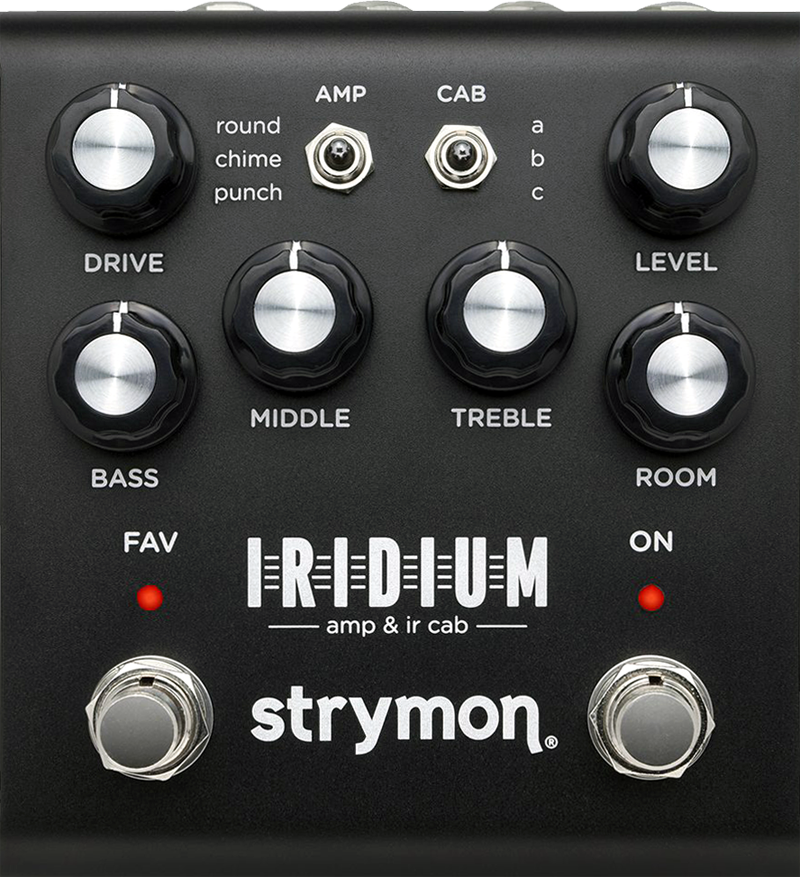 AMP CAB
round a
chime b
punch c
DRIVE LEVEL
MIDDLE TREBLE
BASS ROOM
FAV ON
IRIDIUM
amp & ir cab
strymon®